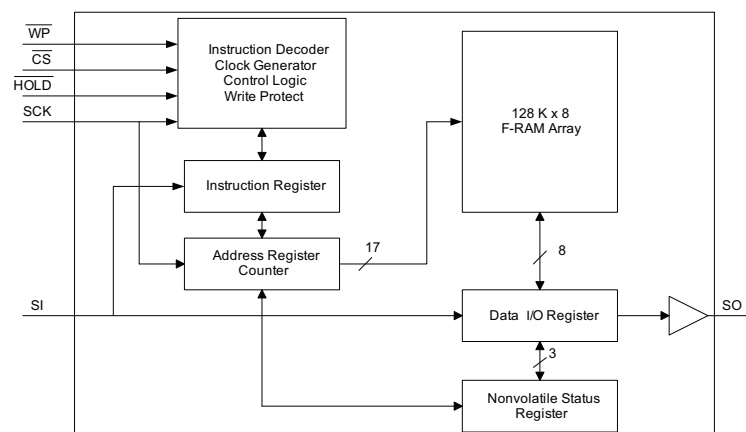 WP
CS
HOLD
SCK
Instruction Decoder
Clock Generator
Control Logic
Write Protect
128 K x 8
F-RAM Array
Instruction Register
Address Register
Counter
17
8
SI
Data I/O Register
SO
3
Nonvolatile Status
Register